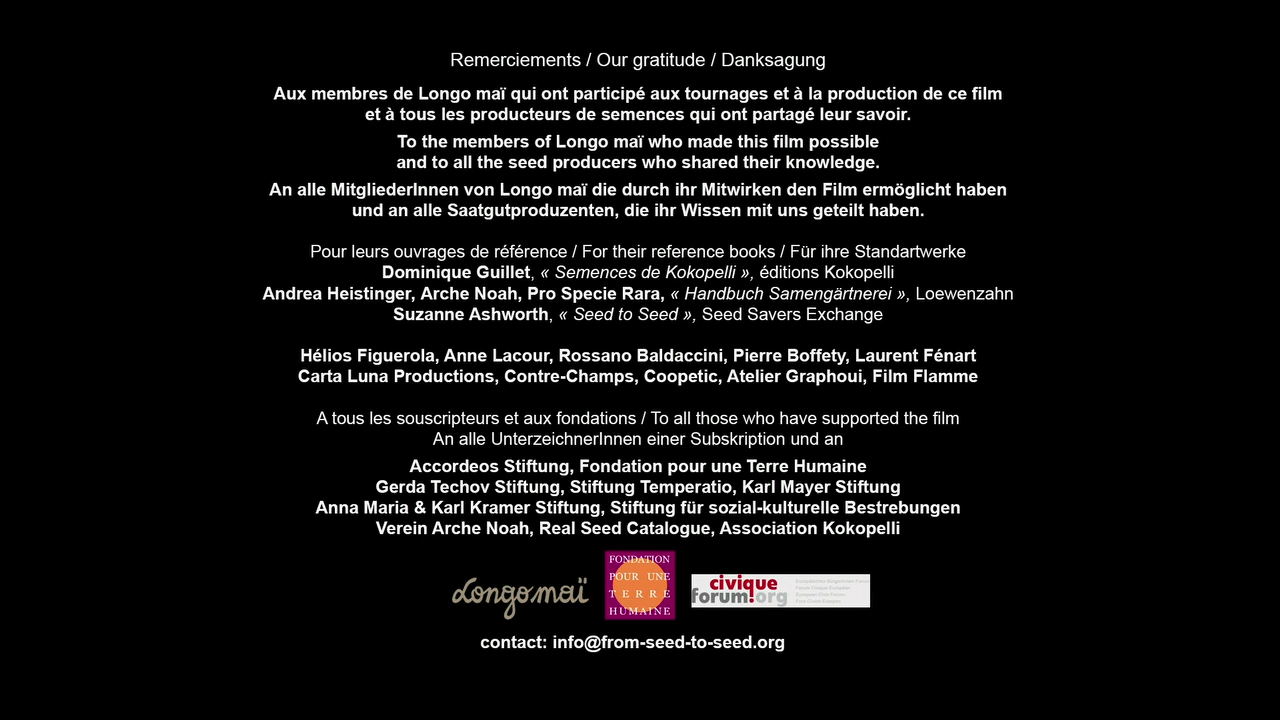 Remerciements / Our gratitude / Danksagung
Aux membres de Longo maï qui ont participé aux tournages et à la production de ce film
et à tous les producteurs de semences qui ont partagé leur savoir.
To the members of Longo maï who made this film possible
and to all the seed producers who shared their knowledge.
An alle MitgliederInnen von Longo maï die durch ihr Mitwirken den Film ermöglicht haben
und an alle Saatgutproduzenten, die ihr Wissen mit uns geteilt haben.
Pour leurs ouvrages de référence / For their reference books / Für ihre Standartwerke
Dominique Guillet, « Semences de Kokopelli », éditions Kokopelli
Andrea Heistinger, Arche Noah, Pro Specie Rara, « Handbuch Samengärtnerei », Loewenzahn
Suzanne Ashworth, « Seed to Seed », Seed Savers Exchange
Hélios Figuerola, Anne Lacour, Rossano Baldaccini, Pierre Boffety, Laurent Fénart
Carta Luna Productions, Contre-Champs, Coopetic, Atelier Graphoui, Film Flamme
A tous les souscripteurs et aux fondations / To all those who have supported the film
An alle UnterzeichnerInnen einer Subskription und an
Accordeos Stiftung, Fondation pour une Terre Humaine
Gerda Techov Stiftung, Stiftung Temperatio, Karl Mayer Stiftung
Anna Maria & Karl Kramer Stiftung, Stiftung für sozial-kulturelle Bestrebungen
Verein Arche Noah, Real Seed Catalogue, Association Kokopelli
Longo maï
FONDATION
POUR UNE
TERRE
HUMAINE
civique
forum.org
contact: info@from-seed-to-seed.org